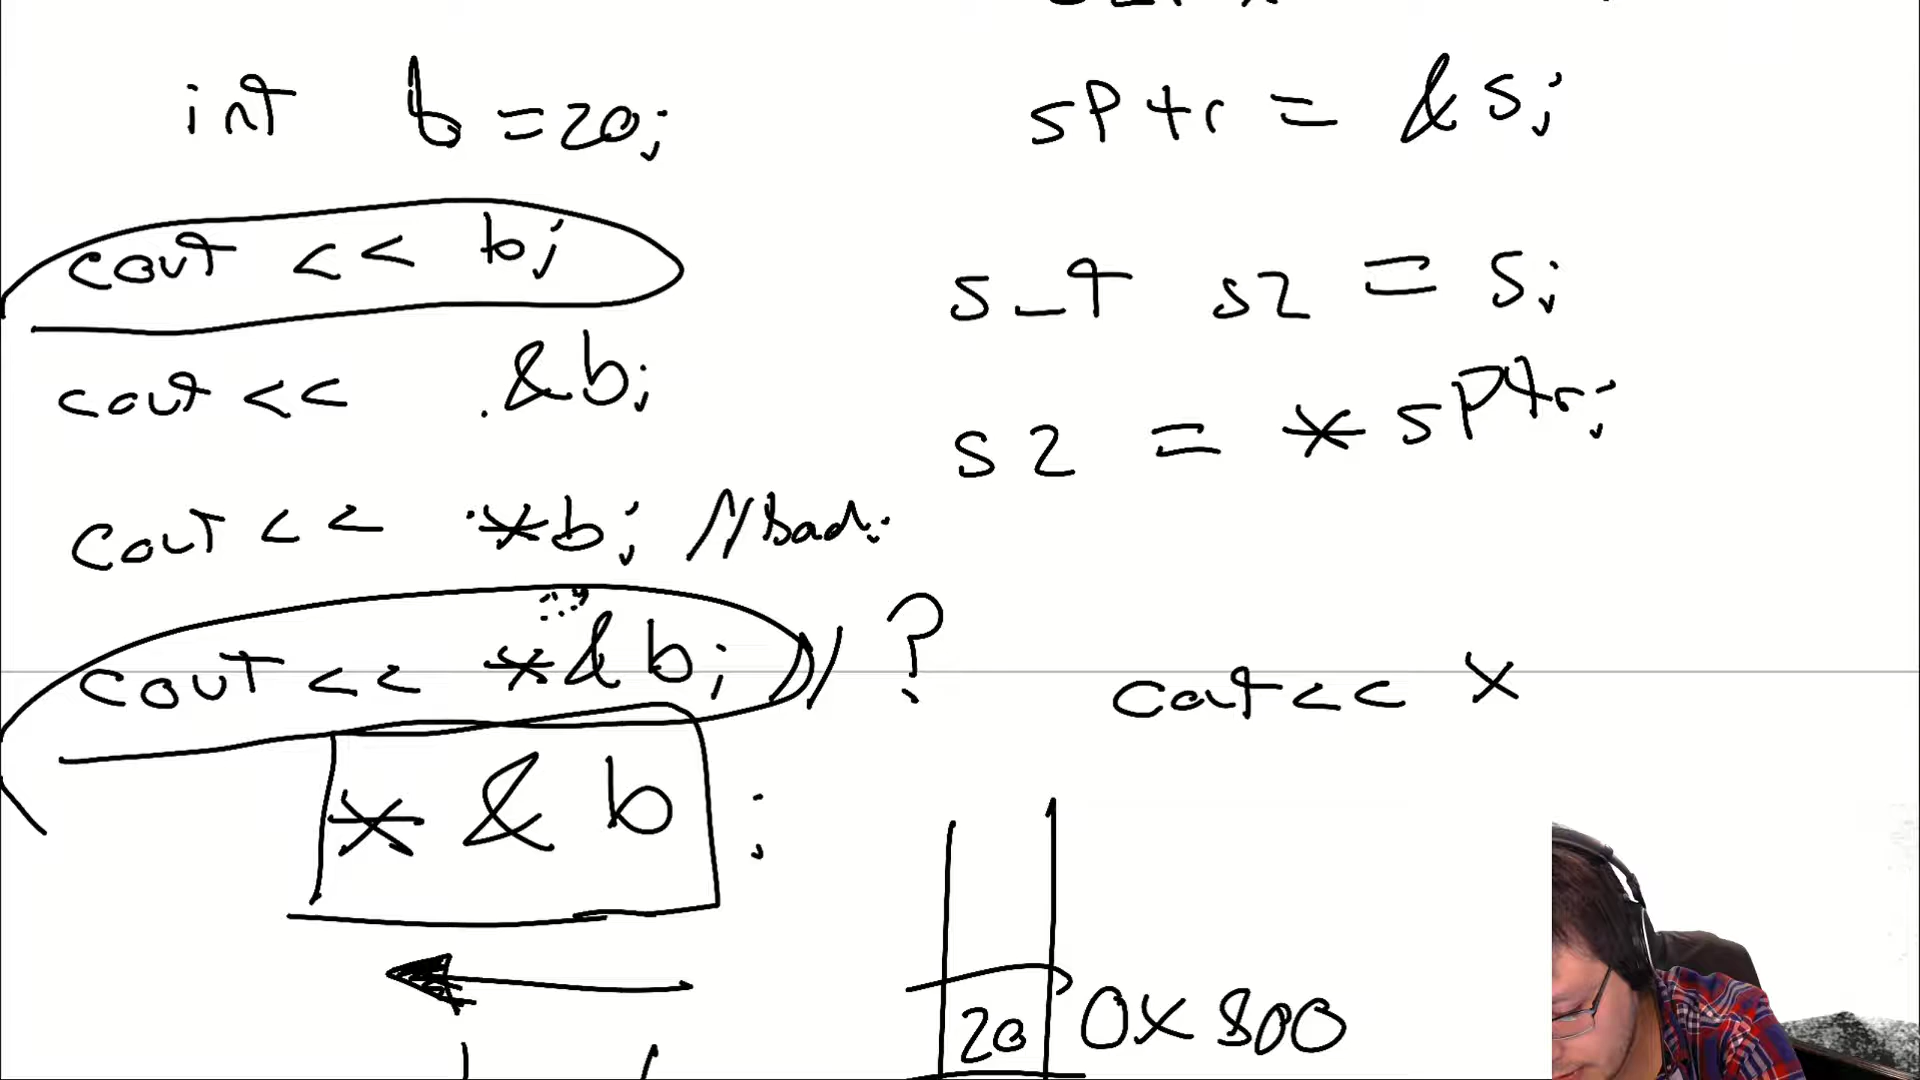 int b = 20;
cout << b;
cout << &b;
cout << *b; // bad.
cout << *&b; // ?
* & b ;
sPtr = &s;
s_t s2 = s;
s2 = *sPtr;
cout <<
20 0x800